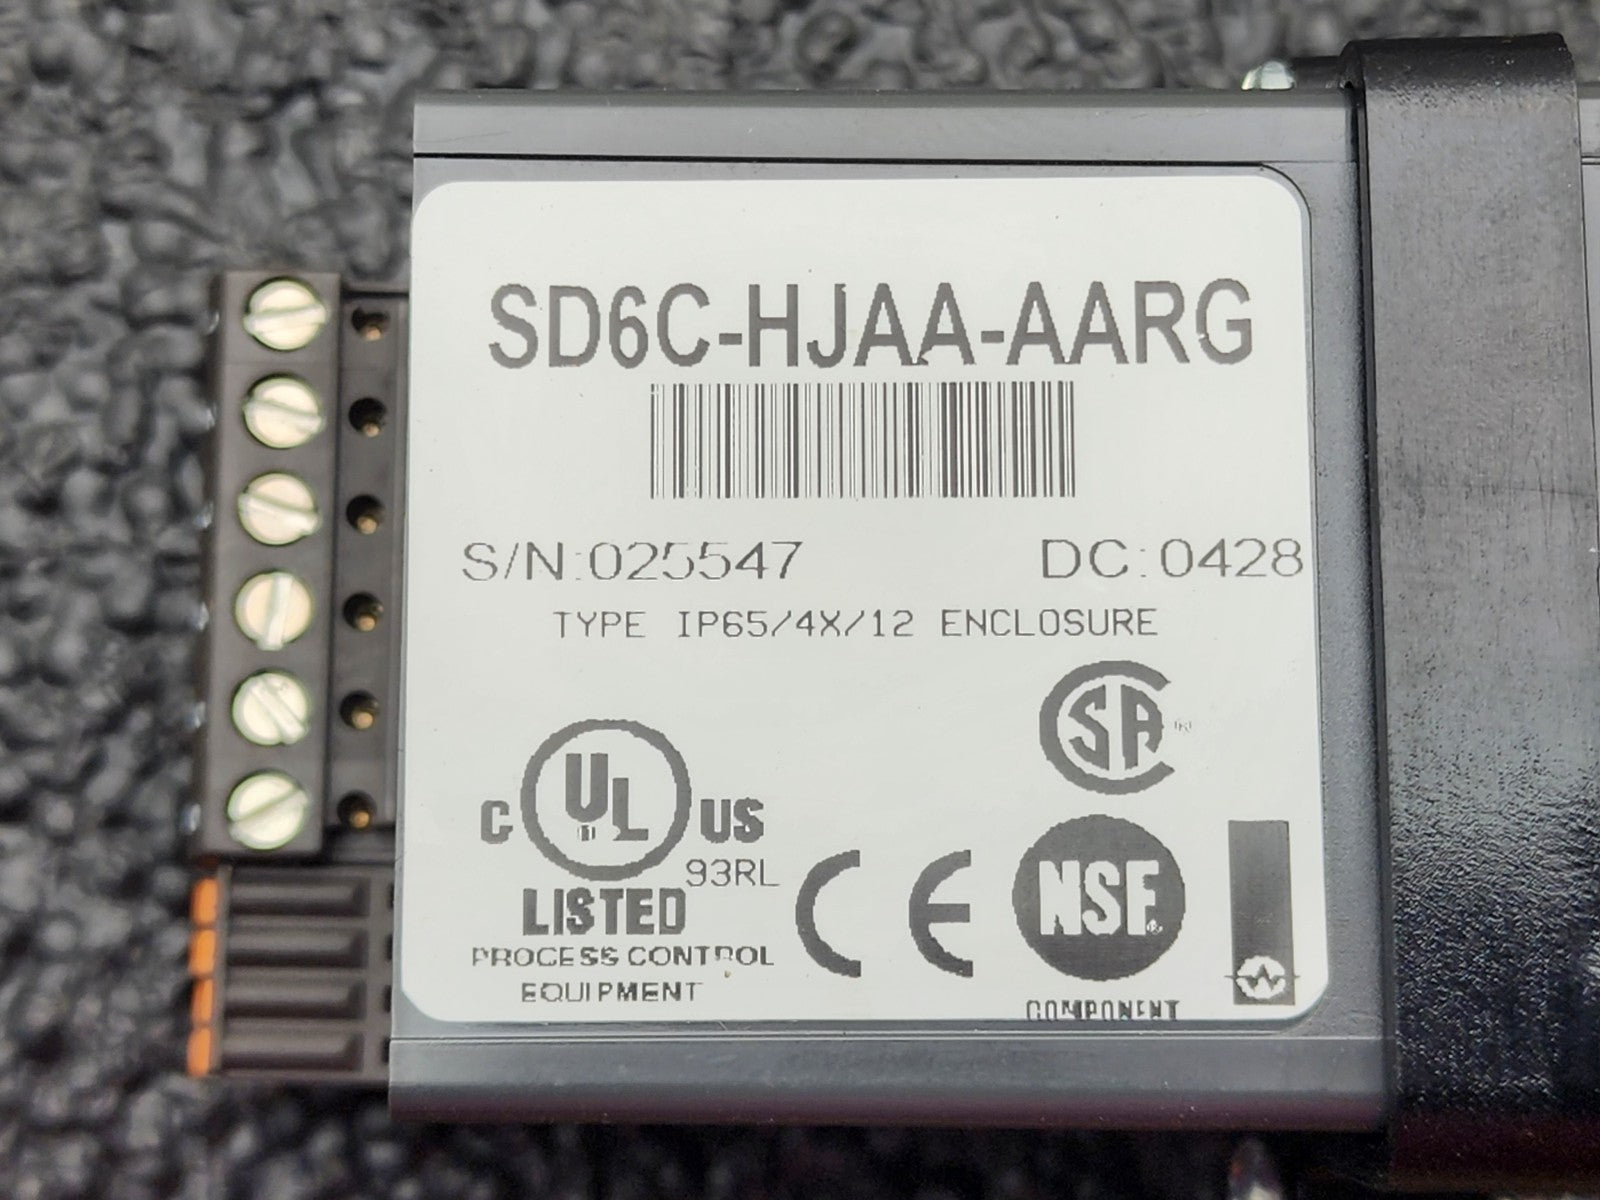 SD6C-HJAA-AARG
S/N:025547 DC:0428
TYPE IP65/4X/12 ENCLOSURE
SA ®
C UL US
93RL
LISTED
PROCESS CONTROL
EQUIPMENT
CE
NSF®
COMPONENT
W